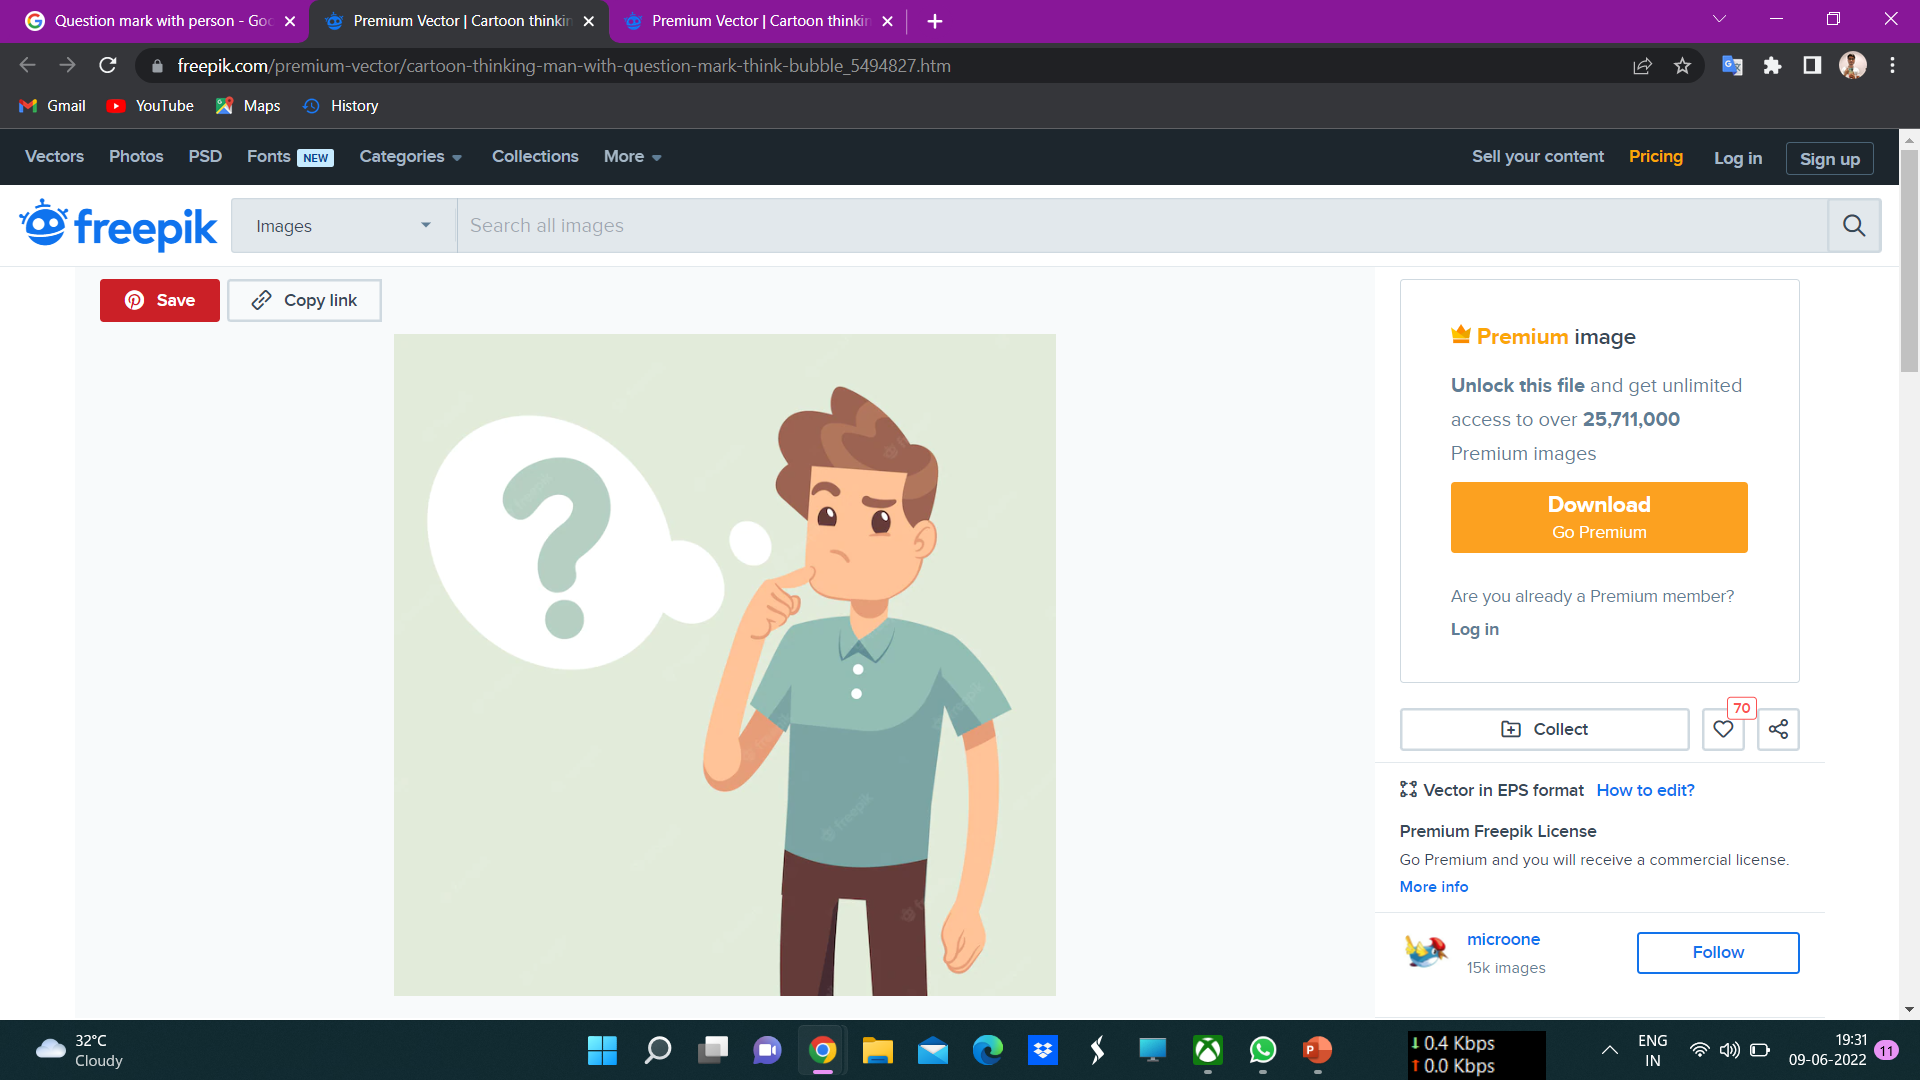 Question mark with person - Goo
Premium Vector | Cartoon thinkin
Premium Vector | Cartoon thinkin
freepik.com/premium-vector/cartoon-thinking-man-with-question-mark-think-bubble_5494827.htm
Gmail
YouTube
Maps
History
Vectors
Photos
PSD
Fonts NEW
Categories
Collections
More
Sell your content
Pricing
Log in
Sign up
freepik
Images
Search all images
Save
Copy link
?
Premium image
Unlock this file and get unlimited
access to over 25,711,000
Premium images
Download
Go Premium
Are you already a Premium member?
Log in
Collect
70
Vector in EPS format How to edit?
Premium Freepik License
Go Premium and you will receive a commercial license.
More info
microone
15k images
Follow
32°C
Cloudy
0.4 Kbps
0.0 Kbps
ENG
IN
19:31
09-06-2022
11